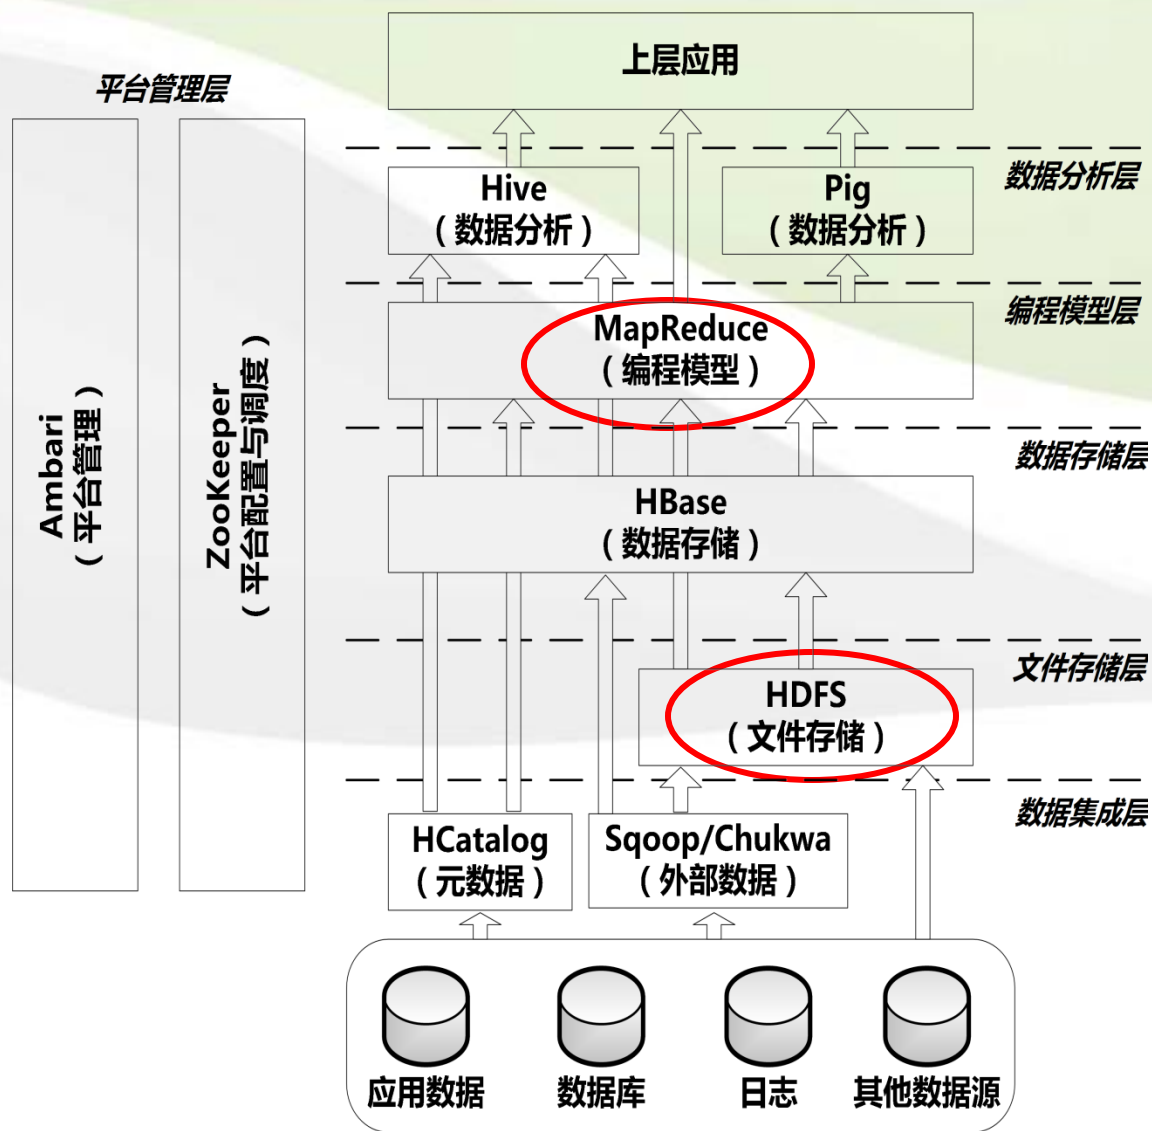 上层应用
平台管理层
数据分析层
Hive
（数据分析）
Pig
（数据分析）
编程模型层
MapReduce
（编程模型）
Ambari
（平台管理）
ZooKeeper
（平台配置与调度）
数据存储层
HBase
（数据存储）
文件存储层
HDFS
（文件存储）
数据集成层
HCatalog
（元数据）
Sqoop/Chukwa
（外部数据）
应用数据
数据库
日志
其他数据源